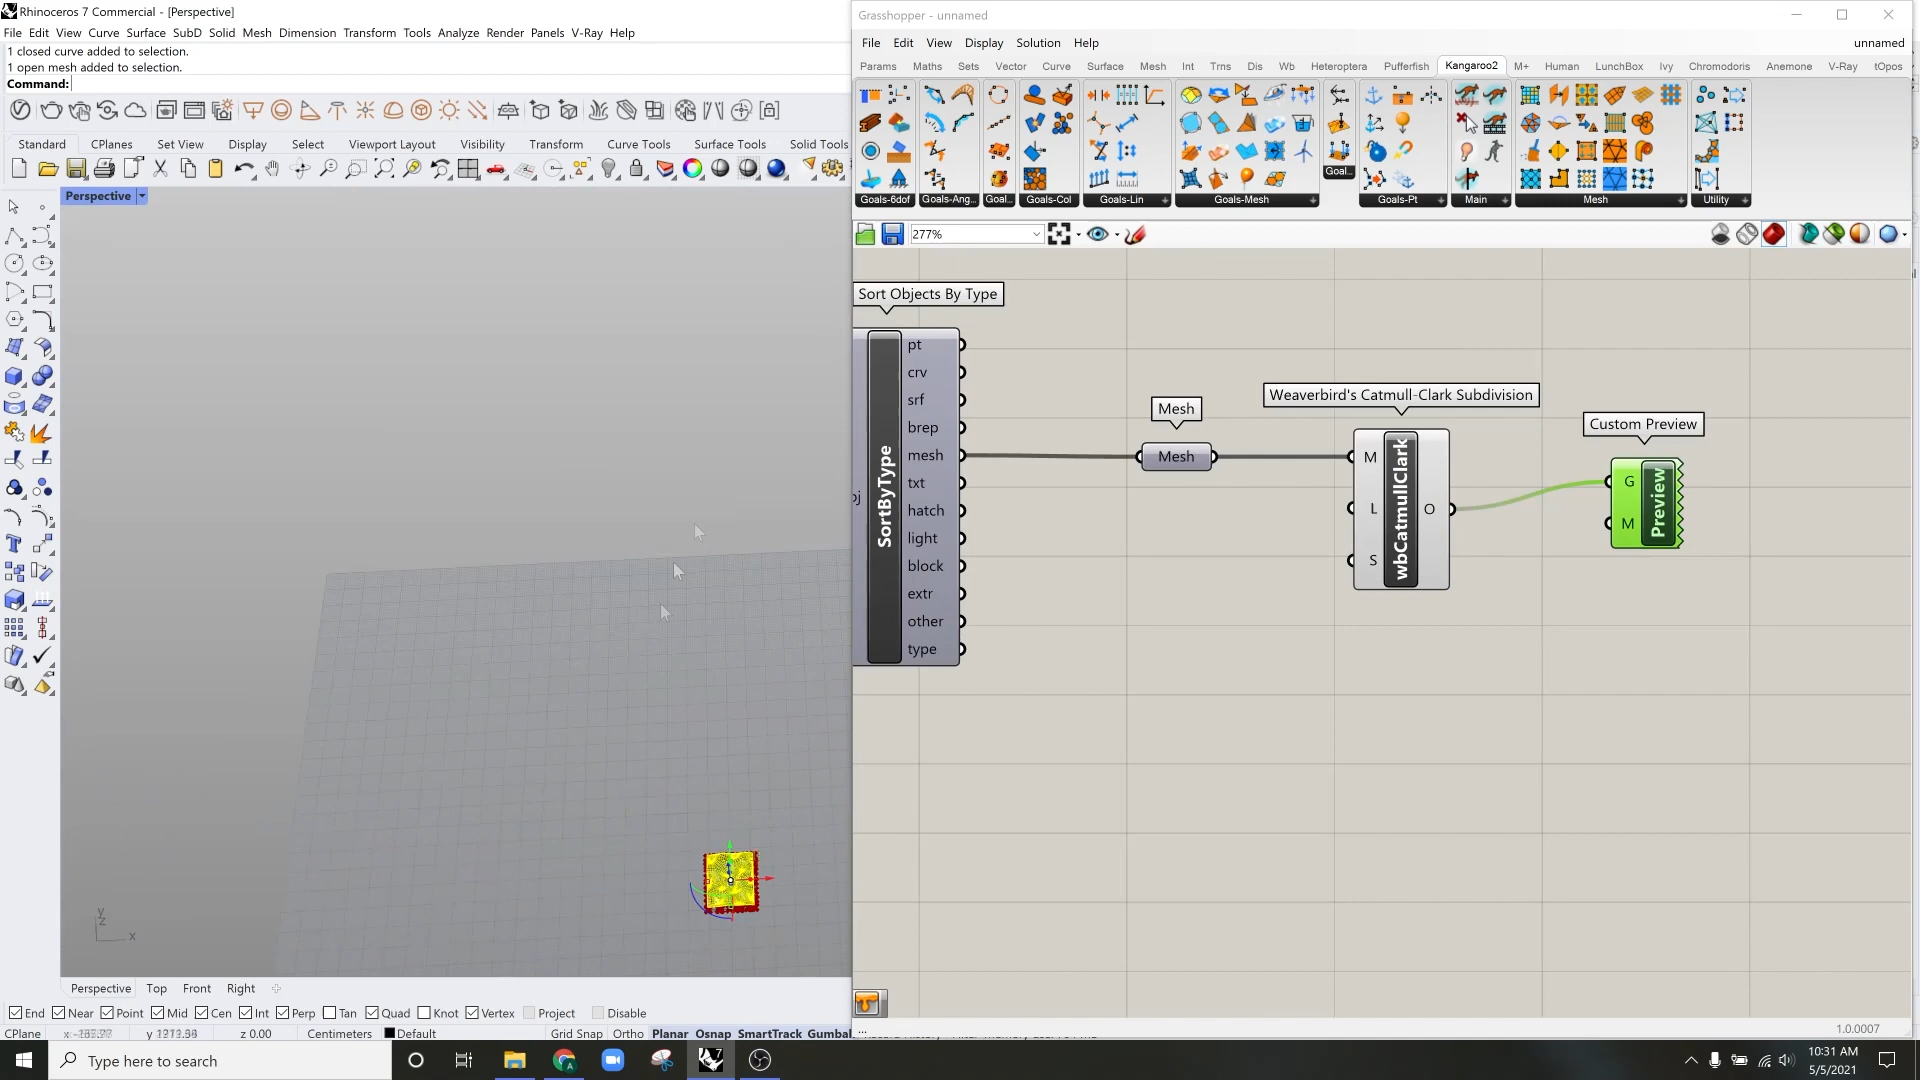 Rhinoceros 7 Commercial - [Perspective]
File Edit View Curve Surface SubD Solid Mesh Dimension Transform Tools Analyze Render Panels V-Ray Help
1 closed curve added to selection.
1 open mesh added to selection.
Command:
Standard CPlanes Set View Display Select Viewport Layout Visibility Transform Curve Tools Surface Tools Solid Tools
Perspective
Perspective Top Front Right
End Near Point Mid Cen Int Perp Tan Quad Knot Vertex Project Disable
CPlane z 0.00 Centimeters Default Grid Snap Ortho Planar Osnap SmartTrack Gumbal
Grasshopper - unnamed
File Edit View Display Solution Help unnamed
Params Maths Sets Vector Curve Surface Mesh Int Trns Dis Wb Heteroptera Pufferfish Kangaroo2 M+ Human LunchBox Ivy Chromodoris Anemone V-Ray tOpos
Goal...
Goals-6dof Goals-Ang... Goal... Goals-Col Goals-Lin Goals-Mesh Goals-Pt Main Mesh Utility
277%
Sort Objects By Type
SortByType
pt
crv
srf
brep
mesh
txt
hatch
light
block
extr
other
type
Mesh
Mesh
Weaverbird's Catmull-Clark Subdivision
M
L
S
wbCatmullClark
O
Custom Preview
G
M
Preview
...
1.0.0007
Type here to search
10:31 AM
5/5/2021